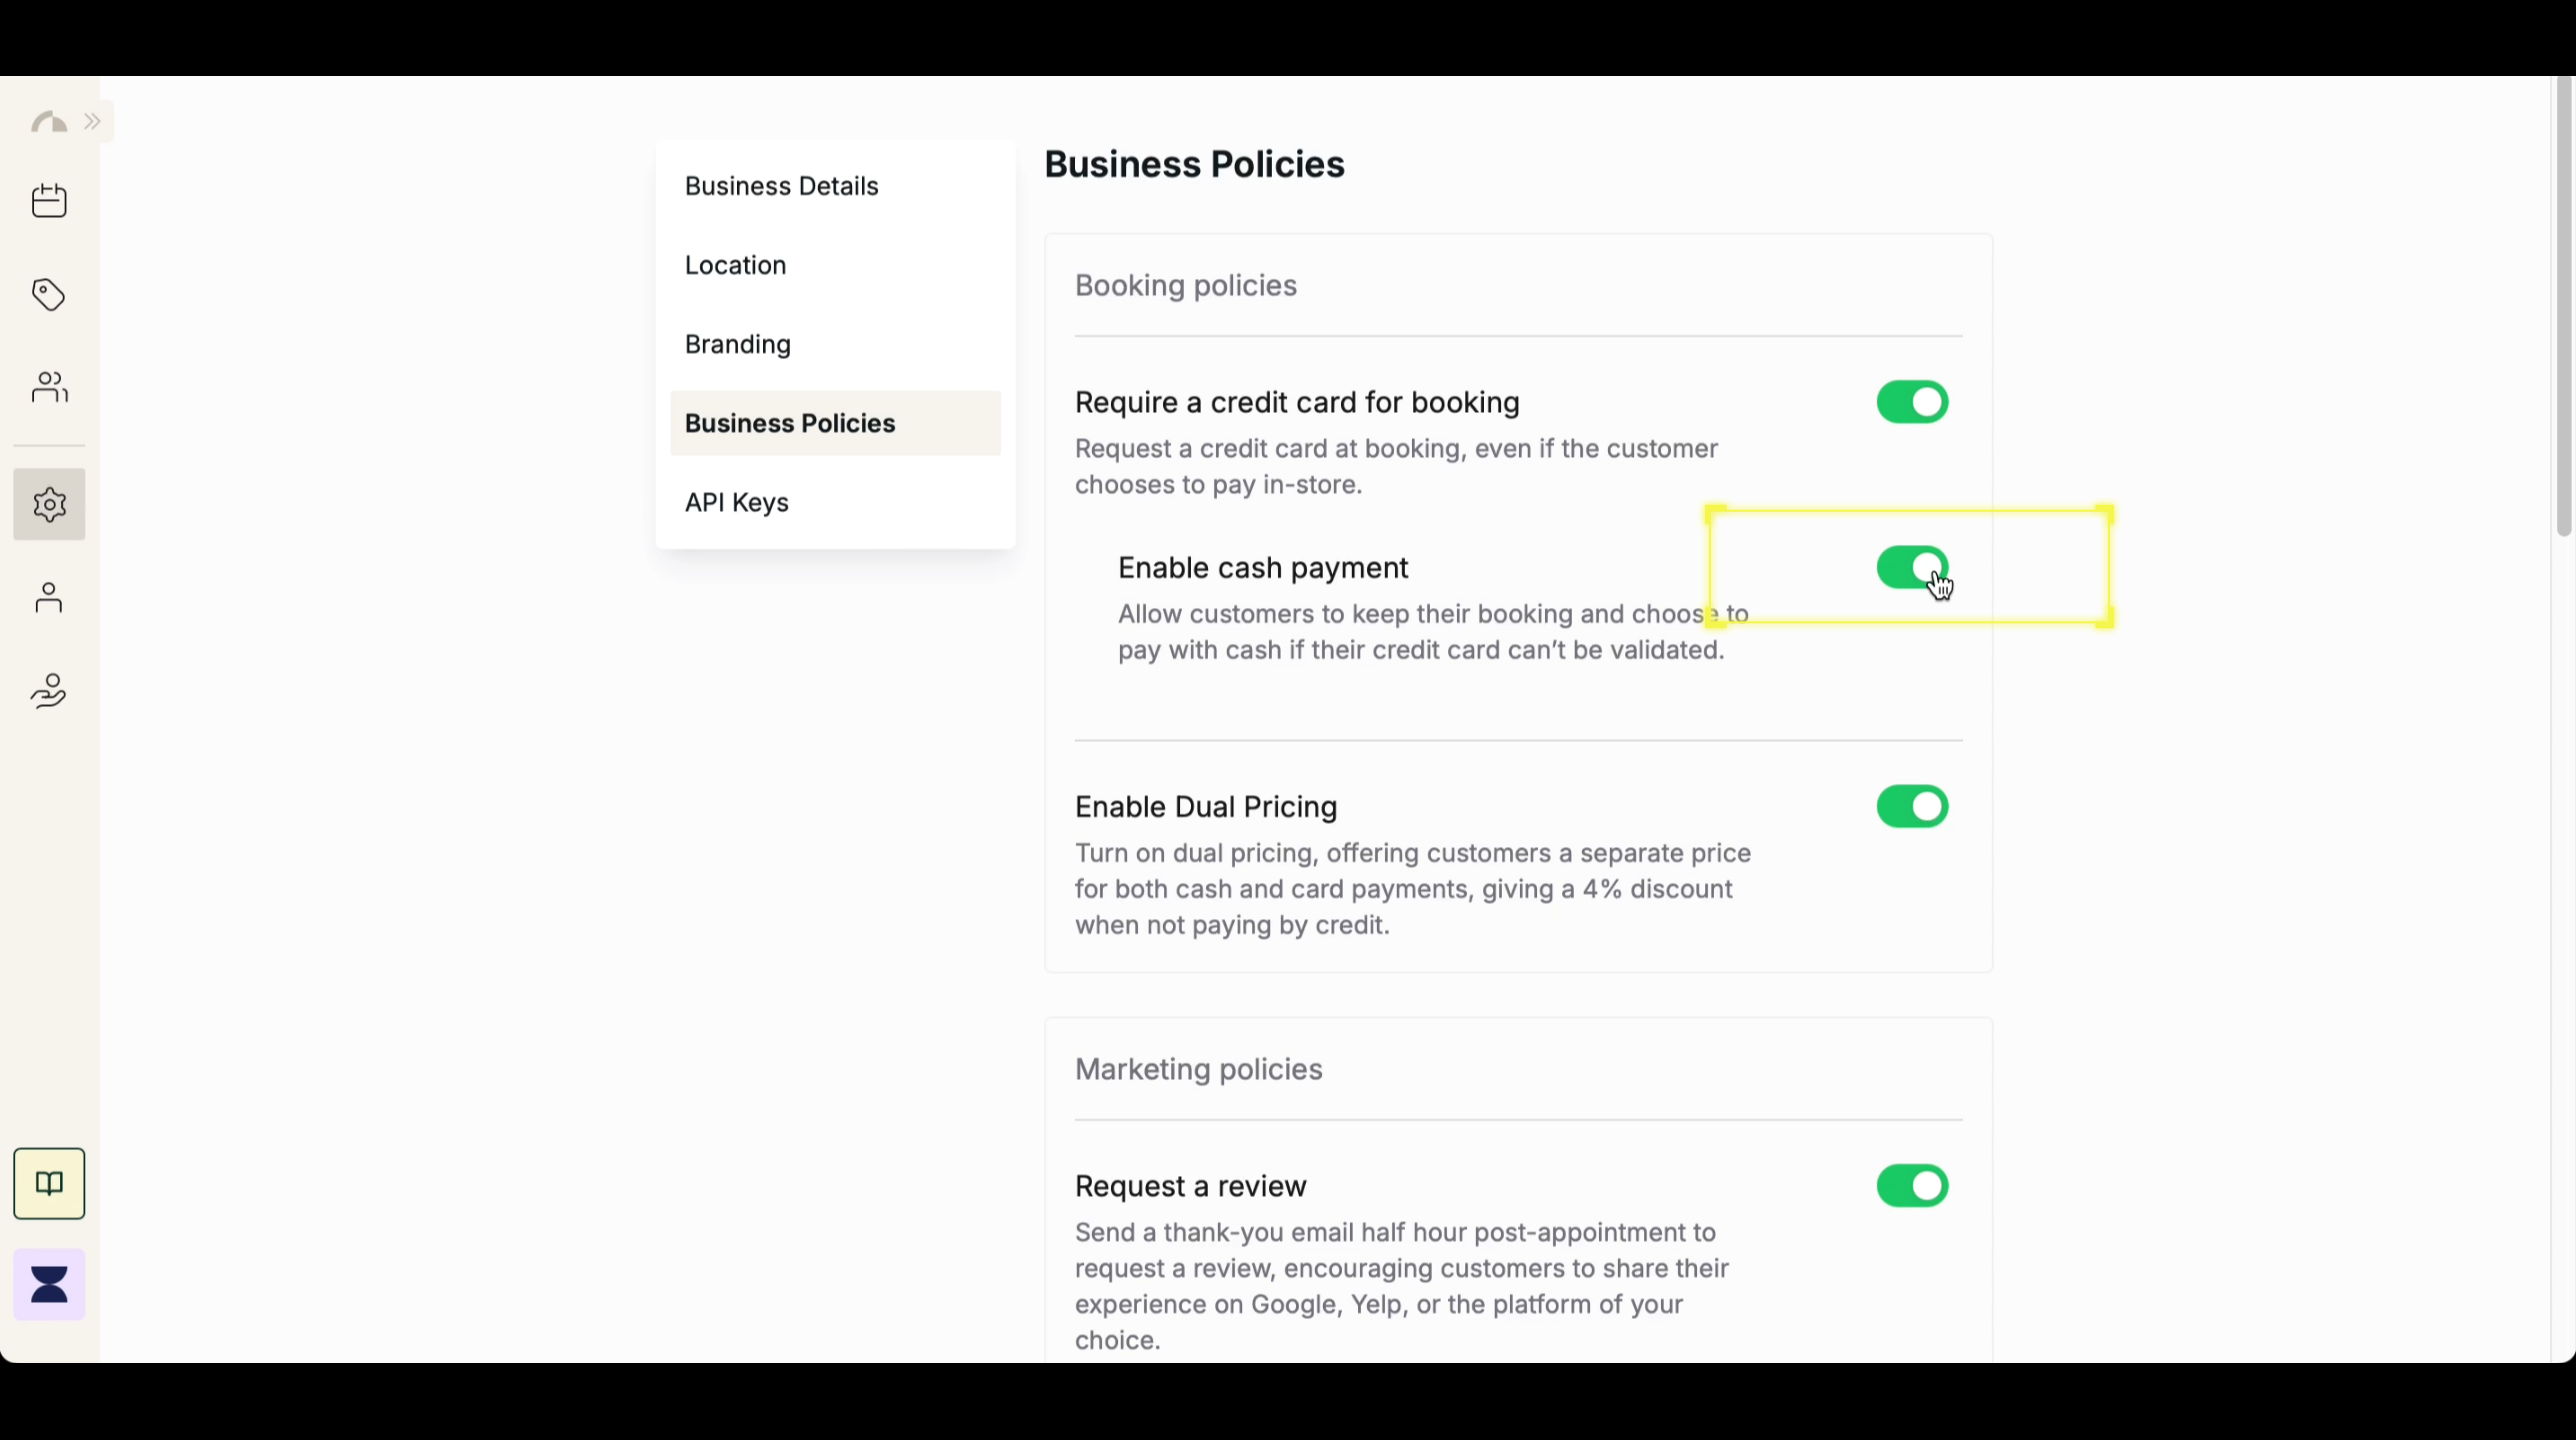 Business Details
Location
Branding
Business Policies
API Keys
Business Policies
Booking policies
Require a credit card for booking
Request a credit card at booking, even if the customer
chooses to pay in-store.
Enable cash payment
Allow customers to keep their booking and choose to
pay with cash if their credit card can’t be validated.
Enable Dual Pricing
Turn on dual pricing, offering customers a separate price
for both cash and card payments, giving a 4% discount
when not paying by credit.
Marketing policies
Request a review
Send a thank-you email half hour post-appointment to
request a review, encouraging customers to share their
experience on Google, Yelp, or the platform of your
choice.